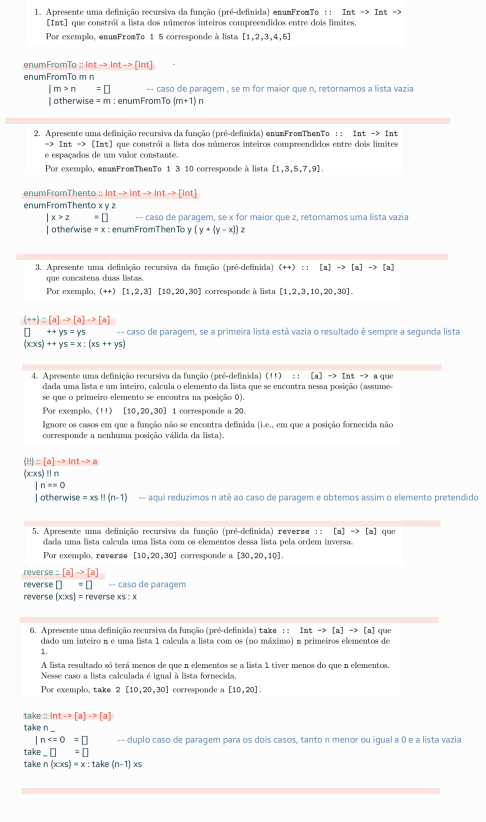 1. Apresente uma definição recursiva da função (pré-definida) enumFromTo :: Int -> Int ->
[Int] que constrói a lista dos números inteiros compreendidos entre dois limites.
Por exemplo, enumFromTo 1 5 corresponde à lista [1,2,3,4,5]
enumFromTo :: Int -> Int -> [Int]
enumFromTo m n
| m > n = [] -- caso de paragem , se m for maior que n, retornamos a lista vazia
| otherwise = m : enumFromTo (m+1) n
2. Apresente uma definição recursiva da função (pré-definida) enumFromThenTo :: Int -> Int
-> Int -> [Int] que constrói a lista dos números inteiros compreendidos entre dois limites
e espaçados de um valor constante.
Por exemplo, enumFromThenTo 1 3 10 corresponde à lista [1,3,5,7,9].
enumFromThento :: Int -> Int -> Int -> [Int]
enumFromThento x y z
| x > z = [] -- caso de paragem, se x for maior que z, retornamos uma lista vazia
| otherwise = x : enumFromThenTo y ( y + (y - x)) z
3. Apresente uma definição recursiva da função (pré-definida) (++) :: [a] -> [a] -> [a]
que concatena duas listas.
Por exemplo, (++) [1,2,3] [10,20,30] corresponde à lista [1,2,3,10,20,30].
(++) :: [a] -> [a] -> [a]
[] ++ ys = ys -- caso de paragem, se a primeira lista está vazia o resultado è sempre a segunda lista
(x:xs) ++ ys = x : (xs ++ ys)
4. Apresente uma definição recursiva da função (pré-definida) (!!) :: [a] -> Int -> a que
dada uma lista e um inteiro, calcula o elemento da lista que se encontra nessa posição (assume-
se que o primeiro elemento se encontra na posição 0).
Por exemplo, (!!) [10,20,30] 1 corresponde a 20.
Ignore os casos em que a função não se encontra definida (i.e., em que a posição fornecida não
corresponde a nenhuma posição válida da lista).
(!!) :: [a] -> Int -> a
(x:xs) !! n
| n == 0
| otherwise = xs !! (n-1) -- aqui reduzimos n até ao caso de paragem e obtemos assim o elemento pretendido
5. Apresente uma definição recursiva da função (pré-definida) reverse :: [a] -> [a] que
dada uma lista calcula uma lista com os elementos dessa lista pela ordem inversa.
Por exemplo, reverse [10,20,30] corresponde a [30,20,10].
reverse :: [a] -> [a]
reverse [] = [] -- caso de paragem
reverse (x:xs) = reverse xs : x
6. Apresente uma definição recursiva da função (pré-definida) take :: Int -> [a] -> [a] que
dado um inteiro n e uma lista l calcula a lista com os (no máximo) n primeiros elementos de
l.
A lista resultado só terá menos de que n elementos se a lista l tiver menos do que n elementos.
Nesse caso a lista calculada é igual à lista fornecida.
Por exemplo, take 2 [10,20,30] corresponde a [10,20].
take :: Int -> [a] -> [a]
take n _
| n <= 0 = [] -- duplo caso de paragem para os dois casos, tanto n menor ou igual a 0 e a lista vazia
take _ [] = []
take n (x:xs) = x : take (n-1) xs